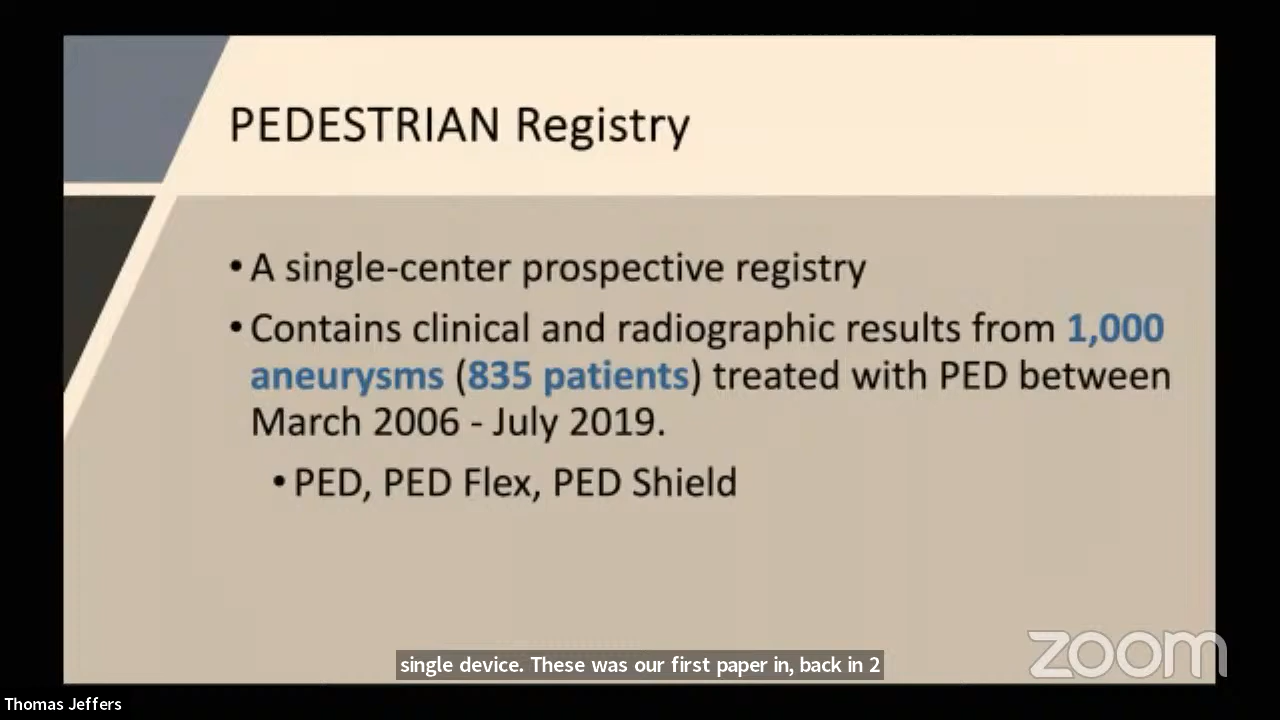 PEDESTRIAN Registry
• A single-center prospective registry
• Contains clinical and radiographic results from 1,000
aneurysms (835 patients) treated with PED between
March 2006 - July 2019.
• PED, PED Flex, PED Shield
single device. These was our first paper in, back in 2
zoom
Thomas Jeffers